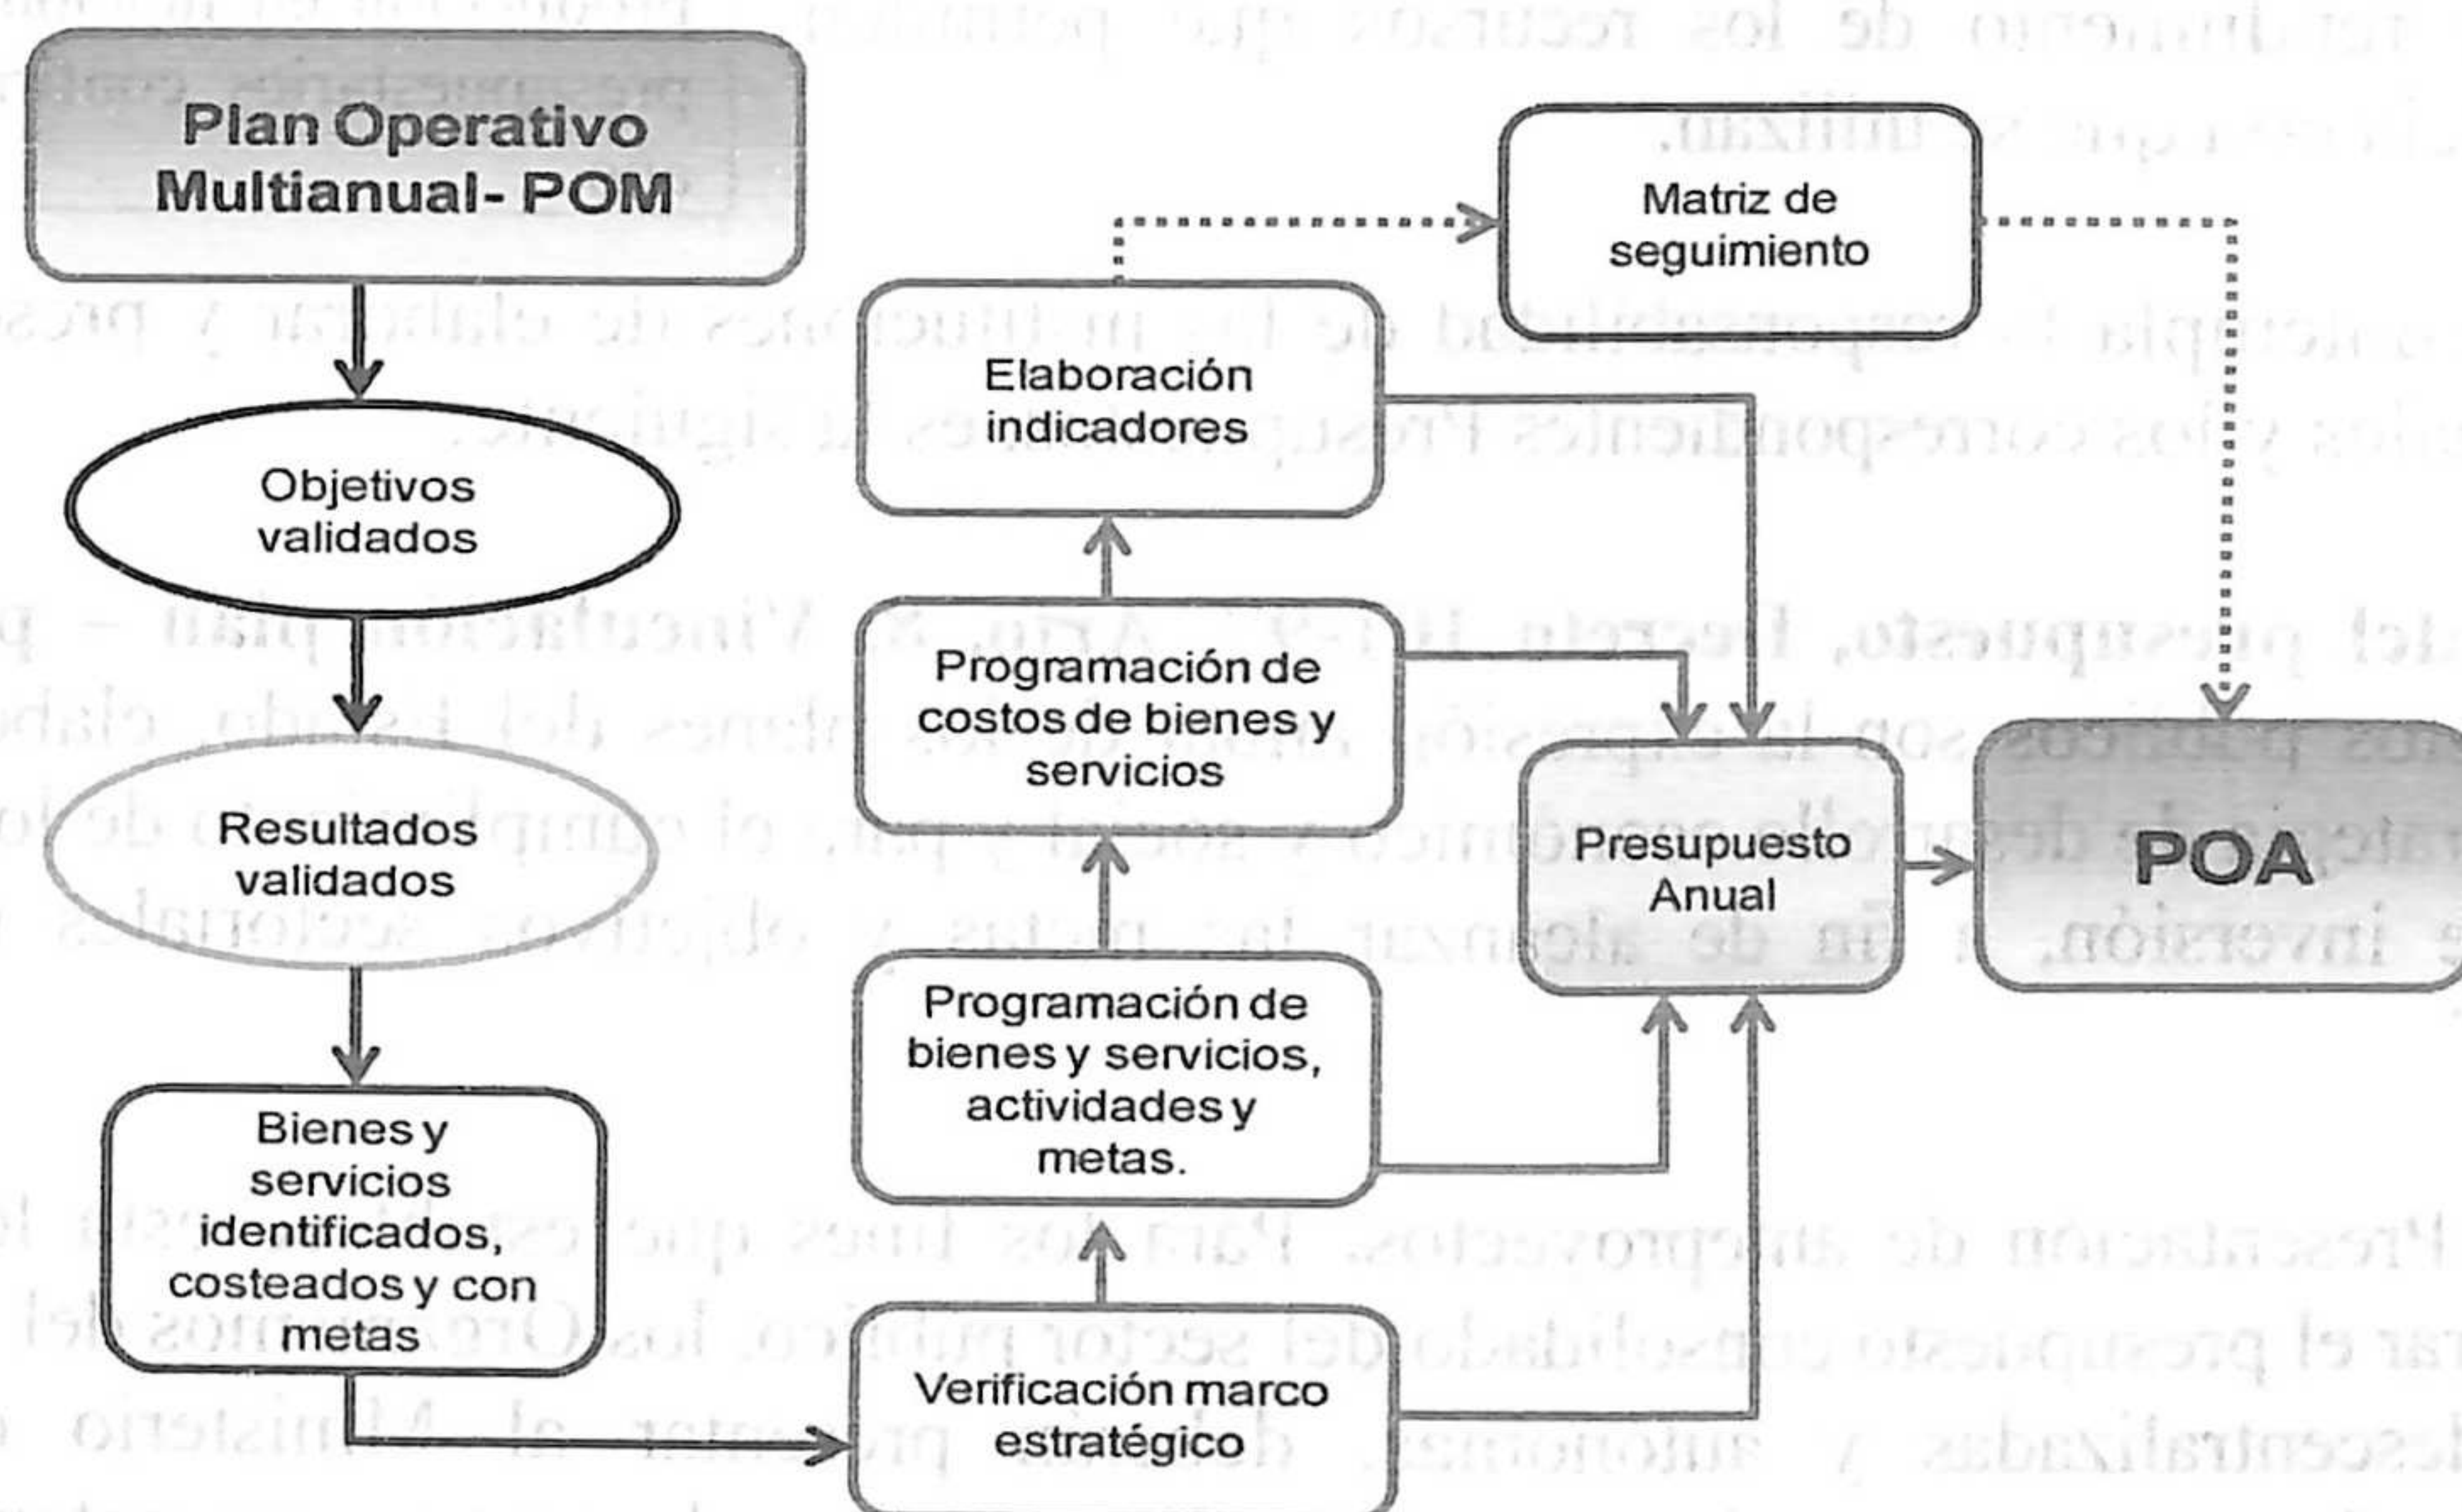 Plan Operativo
Multianual- POM
Objetivos
validados
Resultados
validados
Bienes y
servicios
identificados,
costeados y con
metas
Verificación marco
estratégico
Programación de
bienes y servicios,
actividades y
metas.
Programación de
costos de bienes y
servicios
Elaboración
indicadores
Matriz de
seguimiento
Presupuesto
Anual
POA